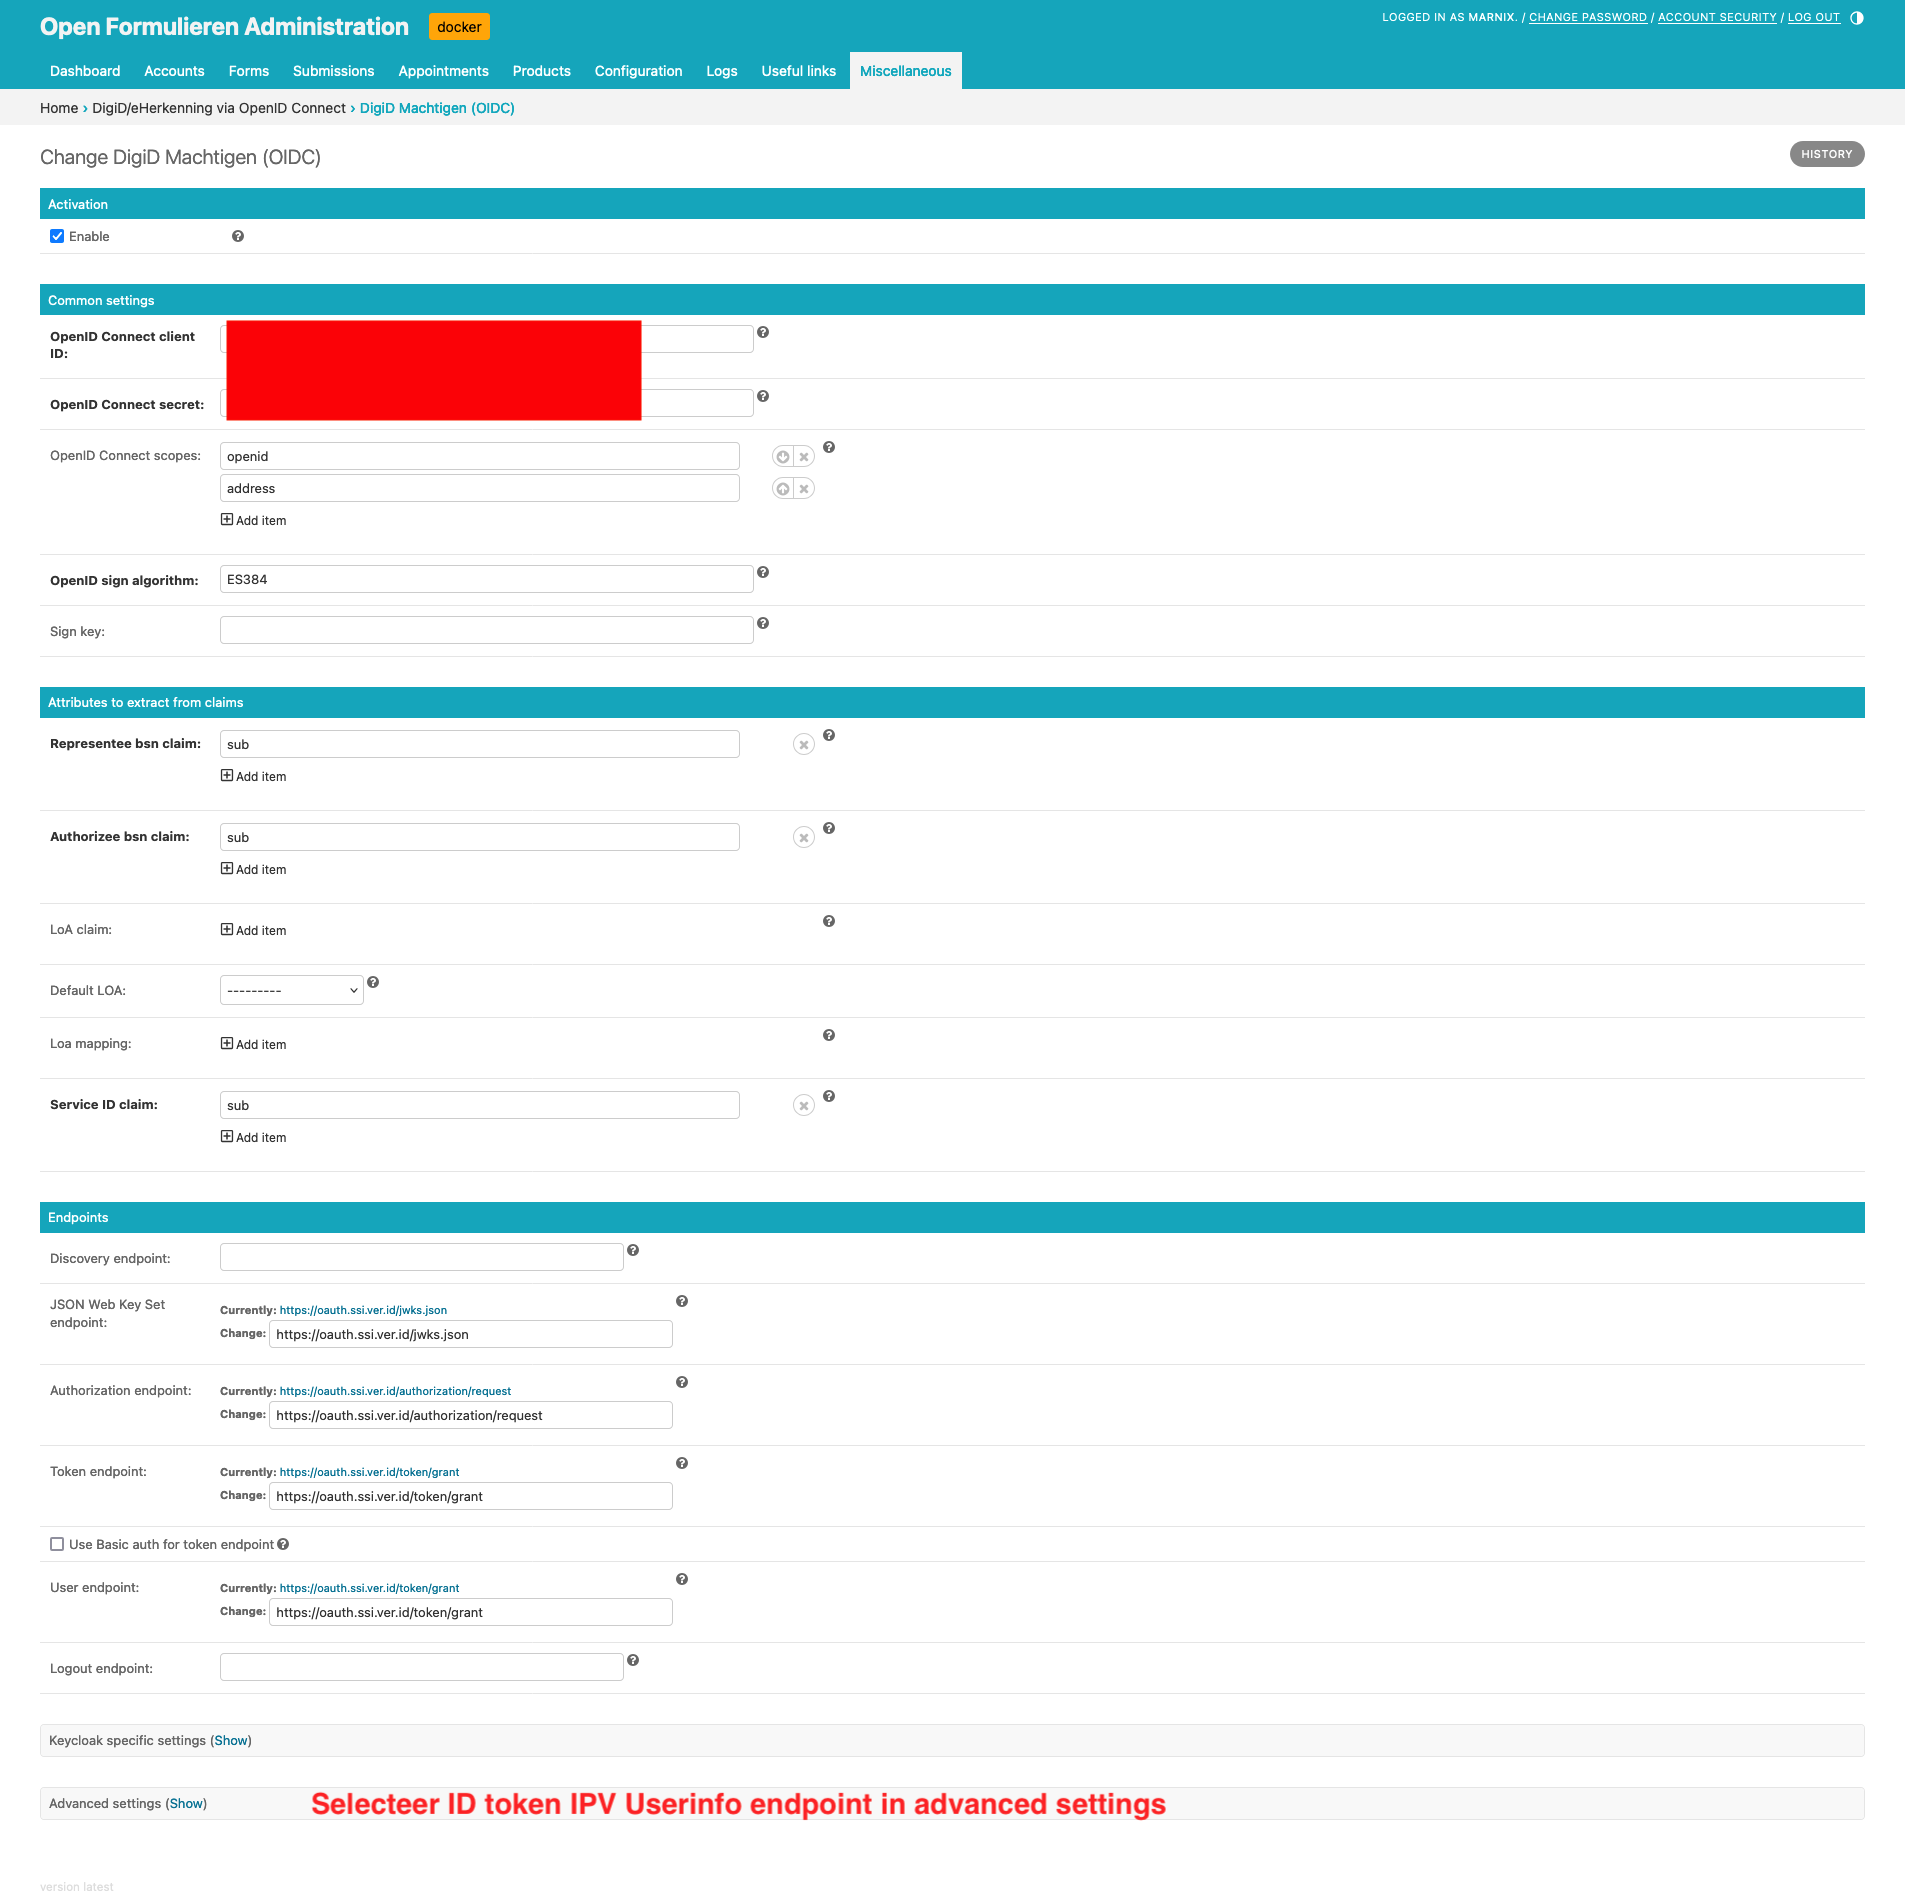 Open Formulieren Administration docker
LOGGED IN AS MARNIX. / CHANGE PASSWORD / ACCOUNT SECURITY / LOG OUT
Dashboard Accounts Forms Submissions Appointments Products Configuration Logs Useful links Miscellaneous
Home › DigiD/eHerkenning via OpenID Connect › DigiD Machtigen (OIDC)
Change DigiD Machtigen (OIDC)
HISTORY
Activation
Enable
Common settings
OpenID Connect client
ID:
OpenID Connect secret:
OpenID Connect scopes: openid
address
Add item
OpenID sign algorithm: ES384
Sign key:
Attributes to extract from claims
Representee bsn claim: sub
Add item
Authorizee bsn claim: sub
Add item
LoA claim: Add item
Default LOA: ---------
Loa mapping: Add item
Service ID claim: sub
Add item
Endpoints
Discovery endpoint:
JSON Web Key Set
endpoint:
Currently: https://oauth.ssi.ver.id/jwks.json
Change: https://oauth.ssi.ver.id/jwks.json
Authorization endpoint: Currently: https://oauth.ssi.ver.id/authorization/request
Change: https://oauth.ssi.ver.id/authorization/request
Token endpoint: Currently: https://oauth.ssi.ver.id/token/grant
Change: https://oauth.ssi.ver.id/token/grant
Use Basic auth for token endpoint
User endpoint: Currently: https://oauth.ssi.ver.id/token/grant
Change: https://oauth.ssi.ver.id/token/grant
Logout endpoint:
Keycloak specific settings (Show)
Advanced settings (Show) Selecteer ID token IPV Userinfo endpoint in advanced settings
version latest